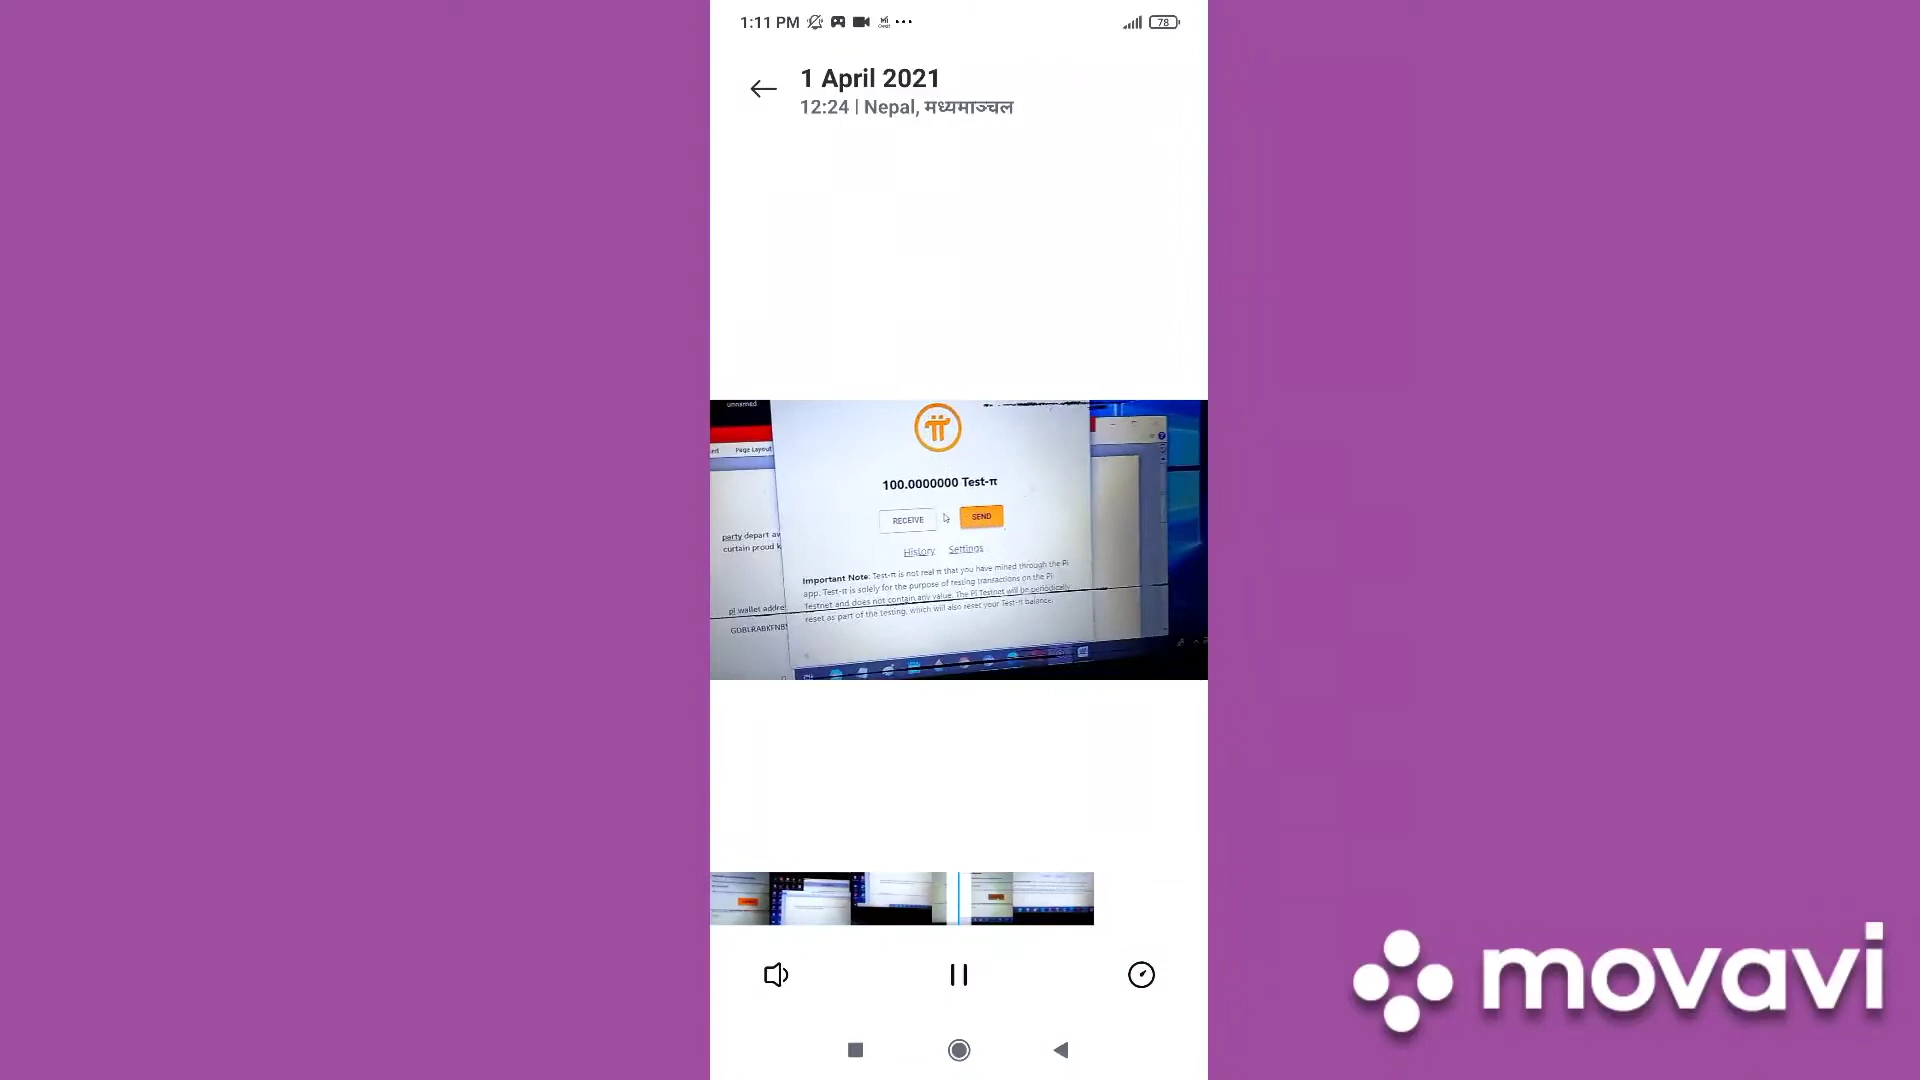 1:11 PM
78
1 April 2021
12:24 | Nepal, मध्यमाञ्चल
unnamed
Page Layout
100.0000000 Test-π
RECEIVE
SEND
party depart
curtain proud
History Settings
Important Note: Test-π is not real π that you have mined through the Pi
app. Test-π is solely for the purpose of testing transactions on the Pi
Testnet and does not contain any value. The Pi Testnet will be periodically
reset as part of the testing, which will also reset your Test-π balance.
pi wallet addre
movavi